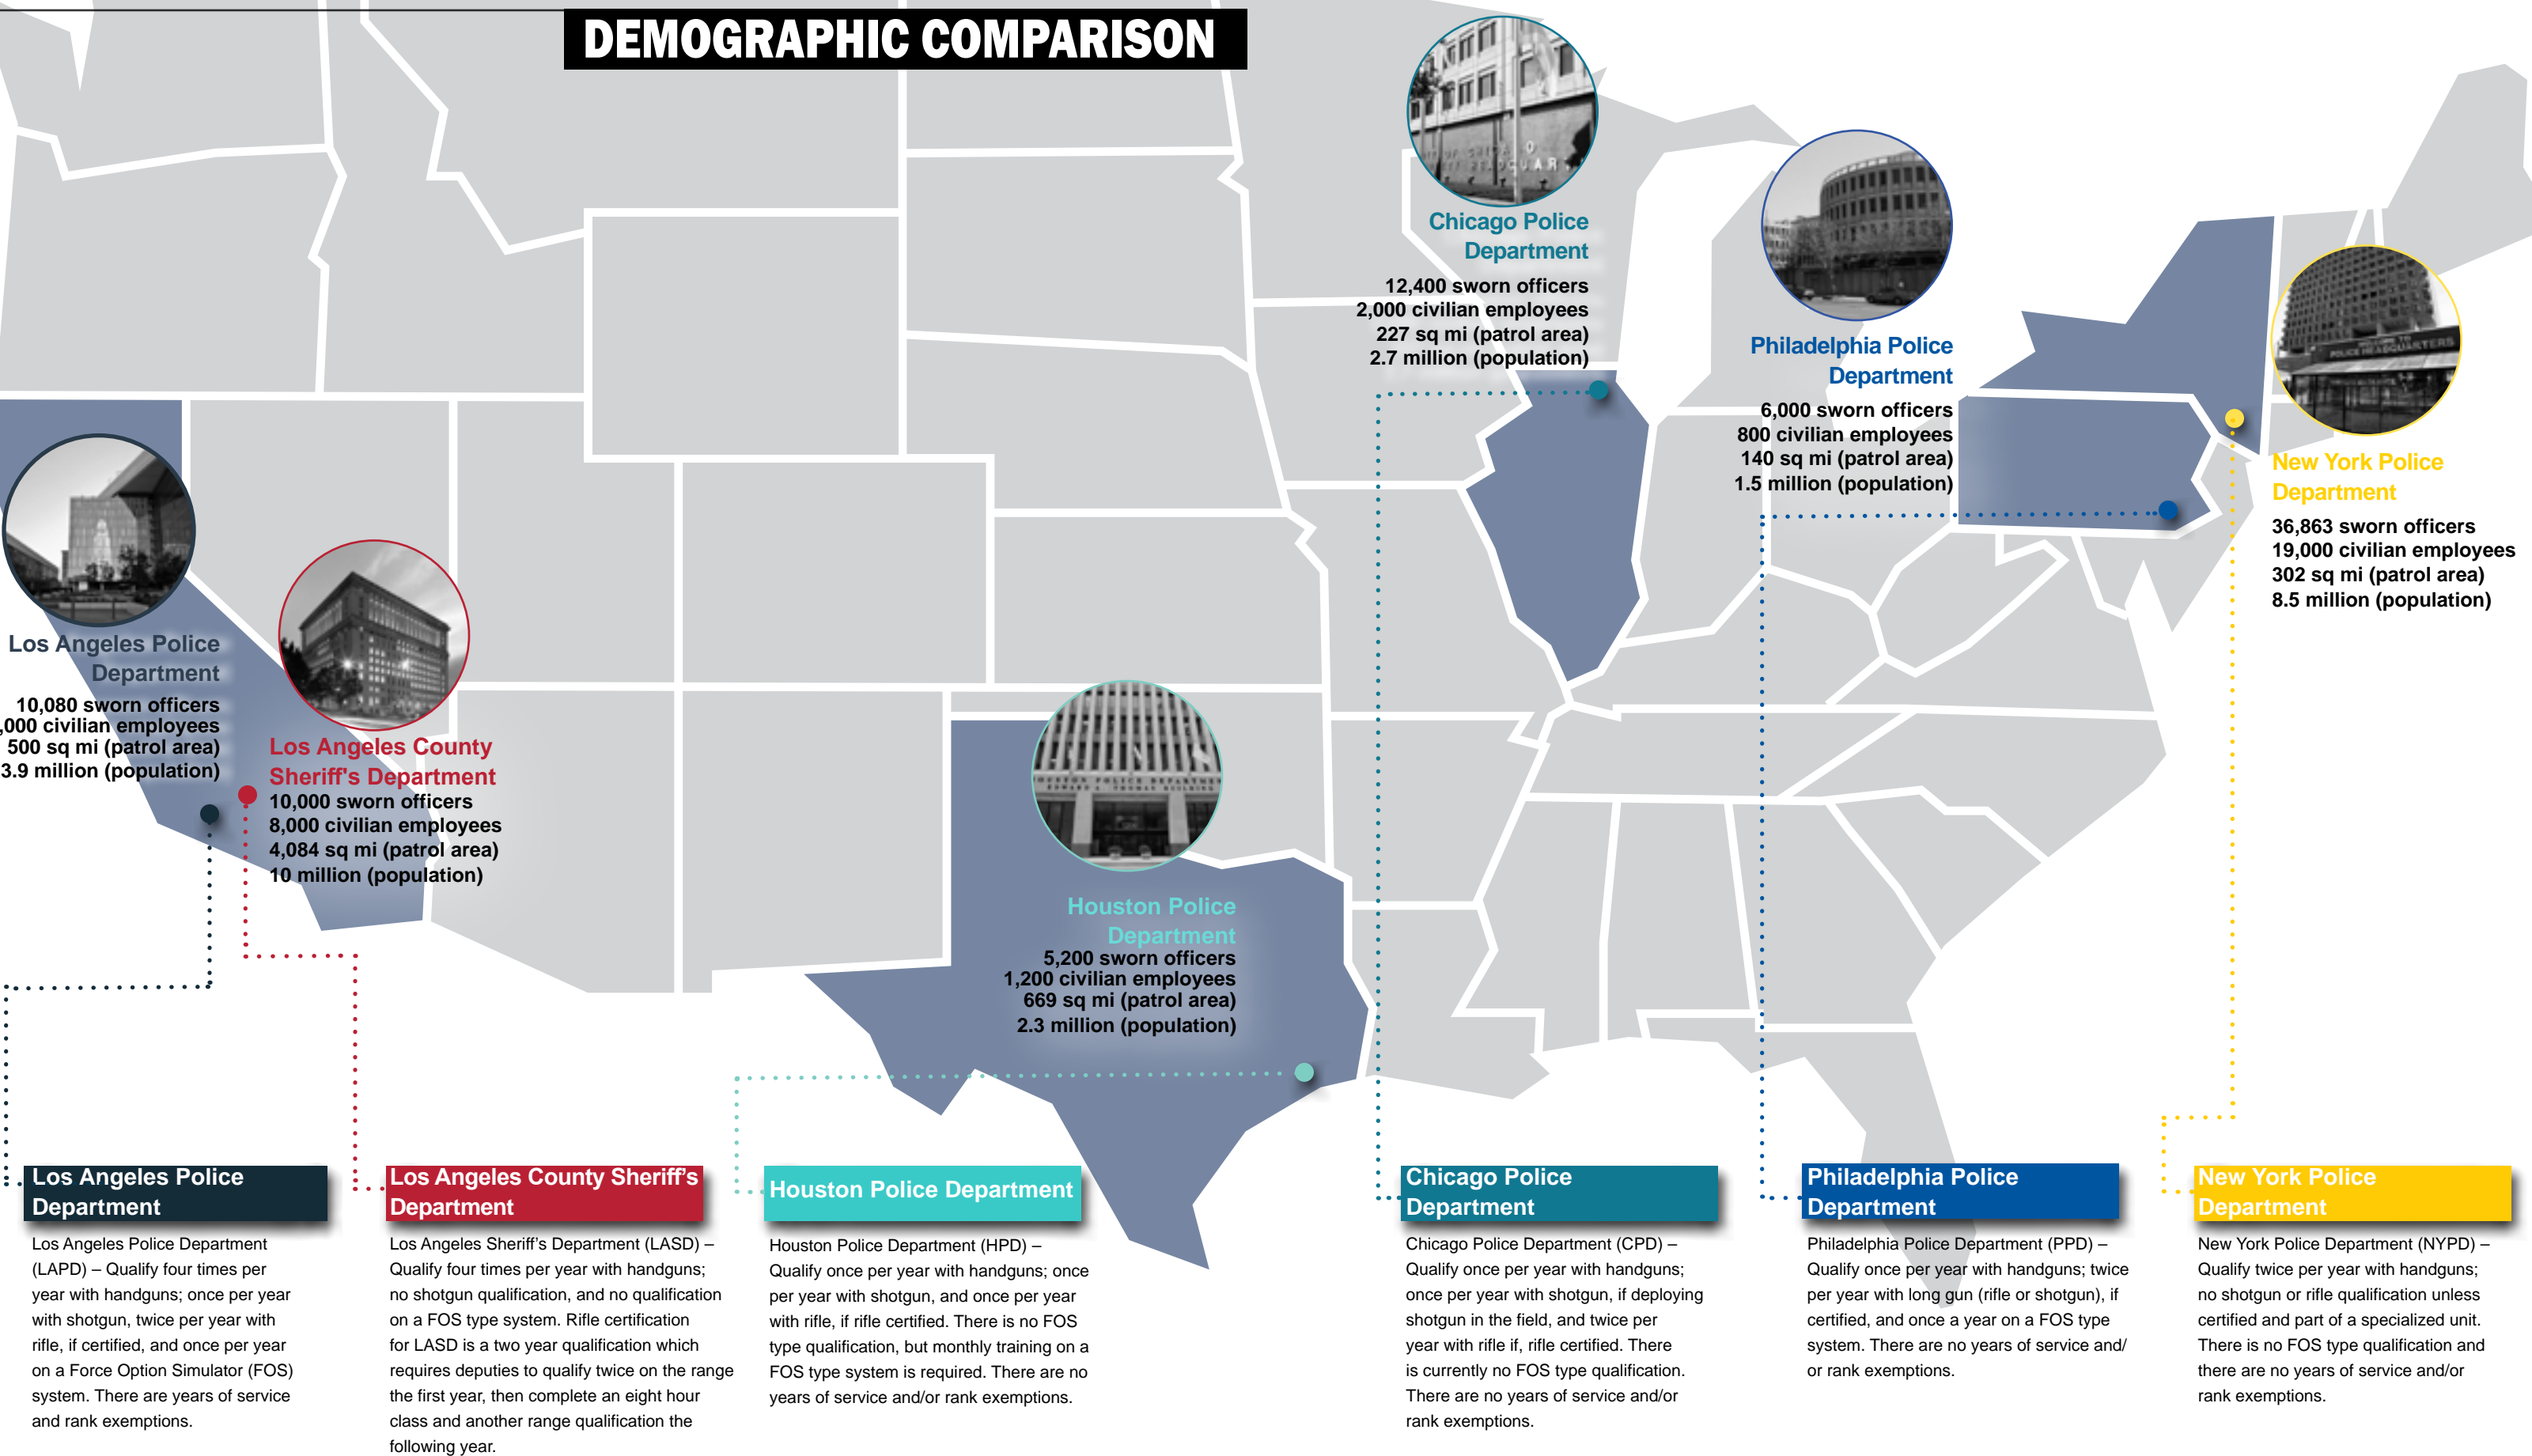 DEMOGRAPHIC COMPARISON
Chicago Police
Department
12,400 sworn officers
2,000 civilian employees
227 sq mi (patrol area)
2.7 million (population)
Philadelphia Police
Department
6,000 sworn officers
800 civilian employees
140 sq mi (patrol area)
1.5 million (population)
POLICE HEADQUARTERS
New York Police
Department
36,863 sworn officers
19,000 civilian employees
302 sq mi (patrol area)
8.5 million (population)
Los Angeles Police
Department
10,080 sworn officers
,000 civilian employees
500 sq mi (patrol area)
3.9 million (population)
Los Angeles County
Sheriff's Department
10,000 sworn officers
8,000 civilian employees
4,084 sq mi (patrol area)
10 million (population)
HOUSTON POLICE DEPARTMENT
EDWARD A. THOMAS BUILDING
Houston Police
Department
5,200 sworn officers
1,200 civilian employees
669 sq mi (patrol area)
2.3 million (population)
Los Angeles Police
Department
Los Angeles Police Department
(LAPD) – Qualify four times per
year with handguns; once per year
with shotgun, twice per year with
rifle, if certified, and once per year
on a Force Option Simulator (FOS)
system. There are years of service
and rank exemptions.
Los Angeles County Sheriff's
Department
Los Angeles Sheriff's Department (LASD) –
Qualify four times per year with handguns;
no shotgun qualification, and no qualification
on a FOS type system. Rifle certification
for LASD is a two year qualification which
requires deputies to qualify twice on the range
the first year, then complete an eight hour
class and another range qualification the
following year.
Houston Police Department
Houston Police Department (HPD) –
Qualify once per year with handguns; once
per year with shotgun, and once per year
with rifle, if rifle certified. There is no FOS
type qualification, but monthly training on a
FOS type system is required. There are no
years of service and/or rank exemptions.
Chicago Police
Department
Chicago Police Department (CPD) –
Qualify once per year with handguns;
once per year with shotgun, if deploying
shotgun in the field, and twice per
year with rifle if, rifle certified. There
is currently no FOS type qualification.
There are no years of service and/or
rank exemptions.
Philadelphia Police
Department
Philadelphia Police Department (PPD) –
Qualify once per year with handguns; twice
per year with long gun (rifle or shotgun), if
certified, and once a year on a FOS type
system. There are no years of service and/
or rank exemptions.
New York Police
Department
New York Police Department (NYPD) –
Qualify twice per year with handguns;
no shotgun or rifle qualification unless
certified and part of a specialized unit.
There is no FOS type qualification and
there are no years of service and/or
rank exemptions.